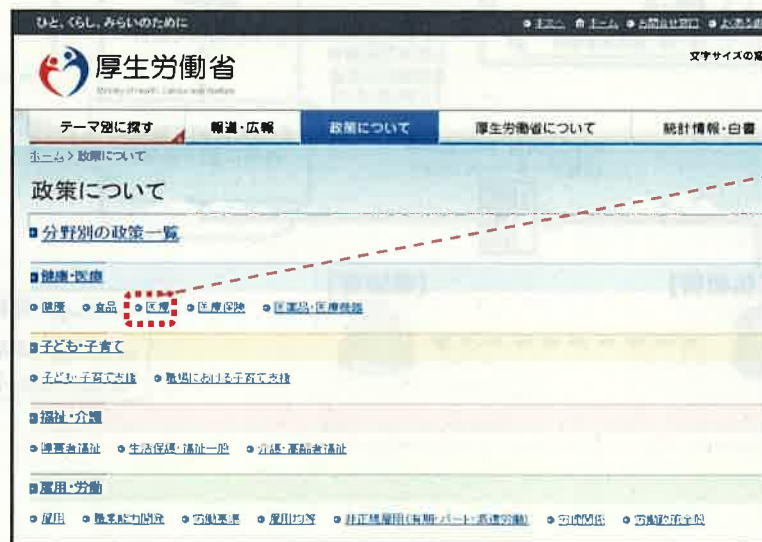 ひと、くらし、みらいのために
ホーム
厚生労働省
Ministry of Health, Labour and Welfare
テーマ別に探す 報道・広報 政策について 厚生労働省について 統計情報・白書
ホーム> 政策について
政策について
分野別の政策一覧
健康・医療
健康 食品 医療 医療保険 医薬品・医療機器
子ども・子育て
子ども・子育て支援 職場における子育て支援
福祉・介護
障害者福祉 生活保護・福祉一般 介護・高齢者福祉
雇用・労働
雇用 職業能力開発 労働基準 雇用均等 非正規雇用(有期・パート・派遣労働) 労使関係 労働政策全般